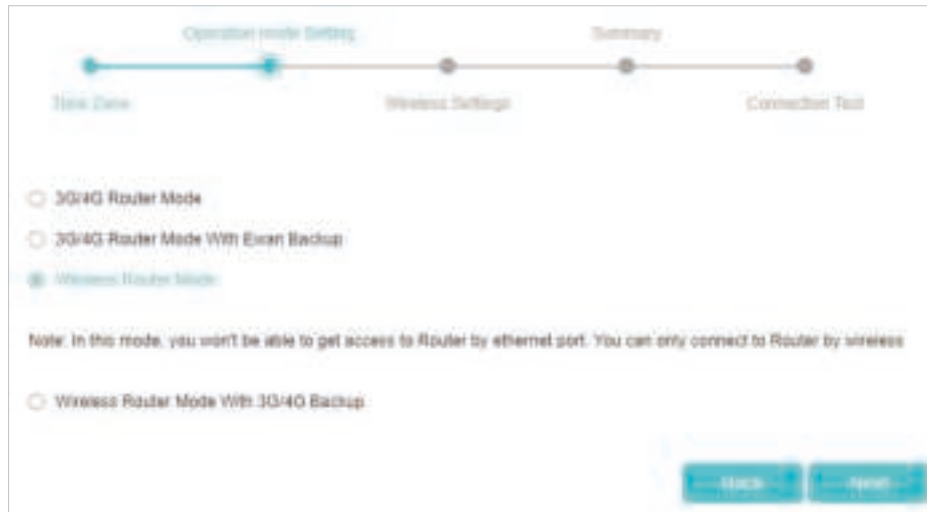 Operation mode Setting
Summary
Time Zone
Wireless Settings
Connection Test
3G/4G Router Mode
3G/4G Router Mode With Ewan Backup
Wireless Router Mode
Note: In this mode, you won't be able to get access to Router by ethernet port. You can only connect to Router by wireless
Wireless Router Mode With 3G/4G Backup
Back
Next